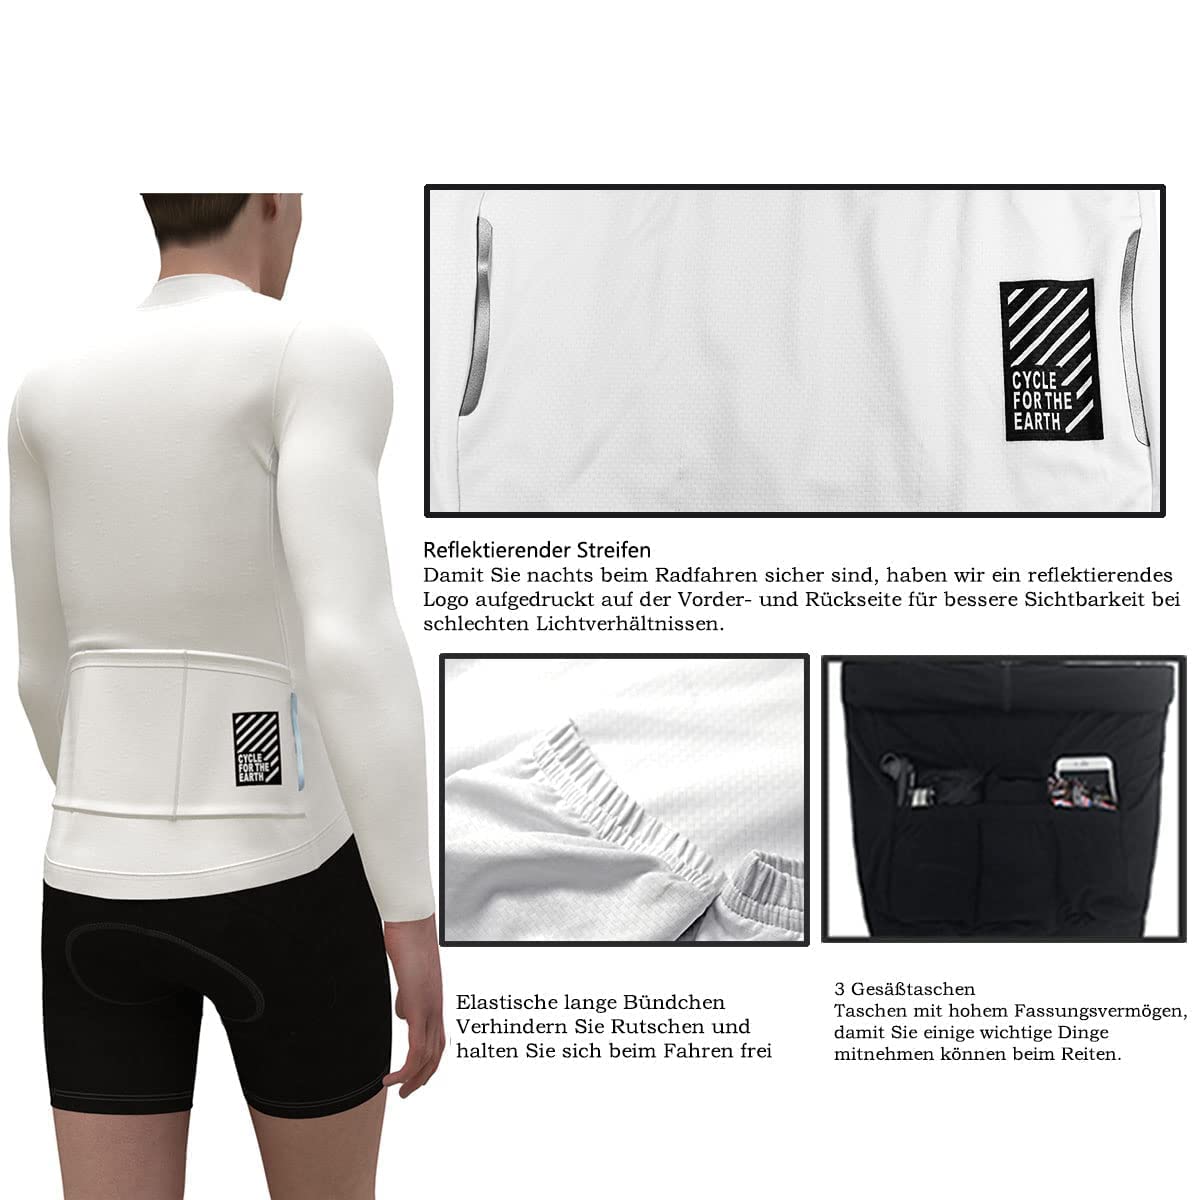 CYCLE
FOR THE
EARTH
Reflektierender Streifen
Damit Sie nachts beim Radfahren sicher sind, haben wir ein reflektierendes
Logo aufgedruckt auf der Vorder- und Rückseite für bessere Sichtbarkeit bei
schlechten Lichtverhältnissen.
CYCLE
FOR THE
EARTH
Elastische lange Bündchen
Verhindern Sie Rutschen und
halten Sie sich beim Fahren frei
3 Gesäßtaschen
Taschen mit hohem Fassungsvermögen,
damit Sie einige wichtige Dinge
mitnehmen können beim Reiten.